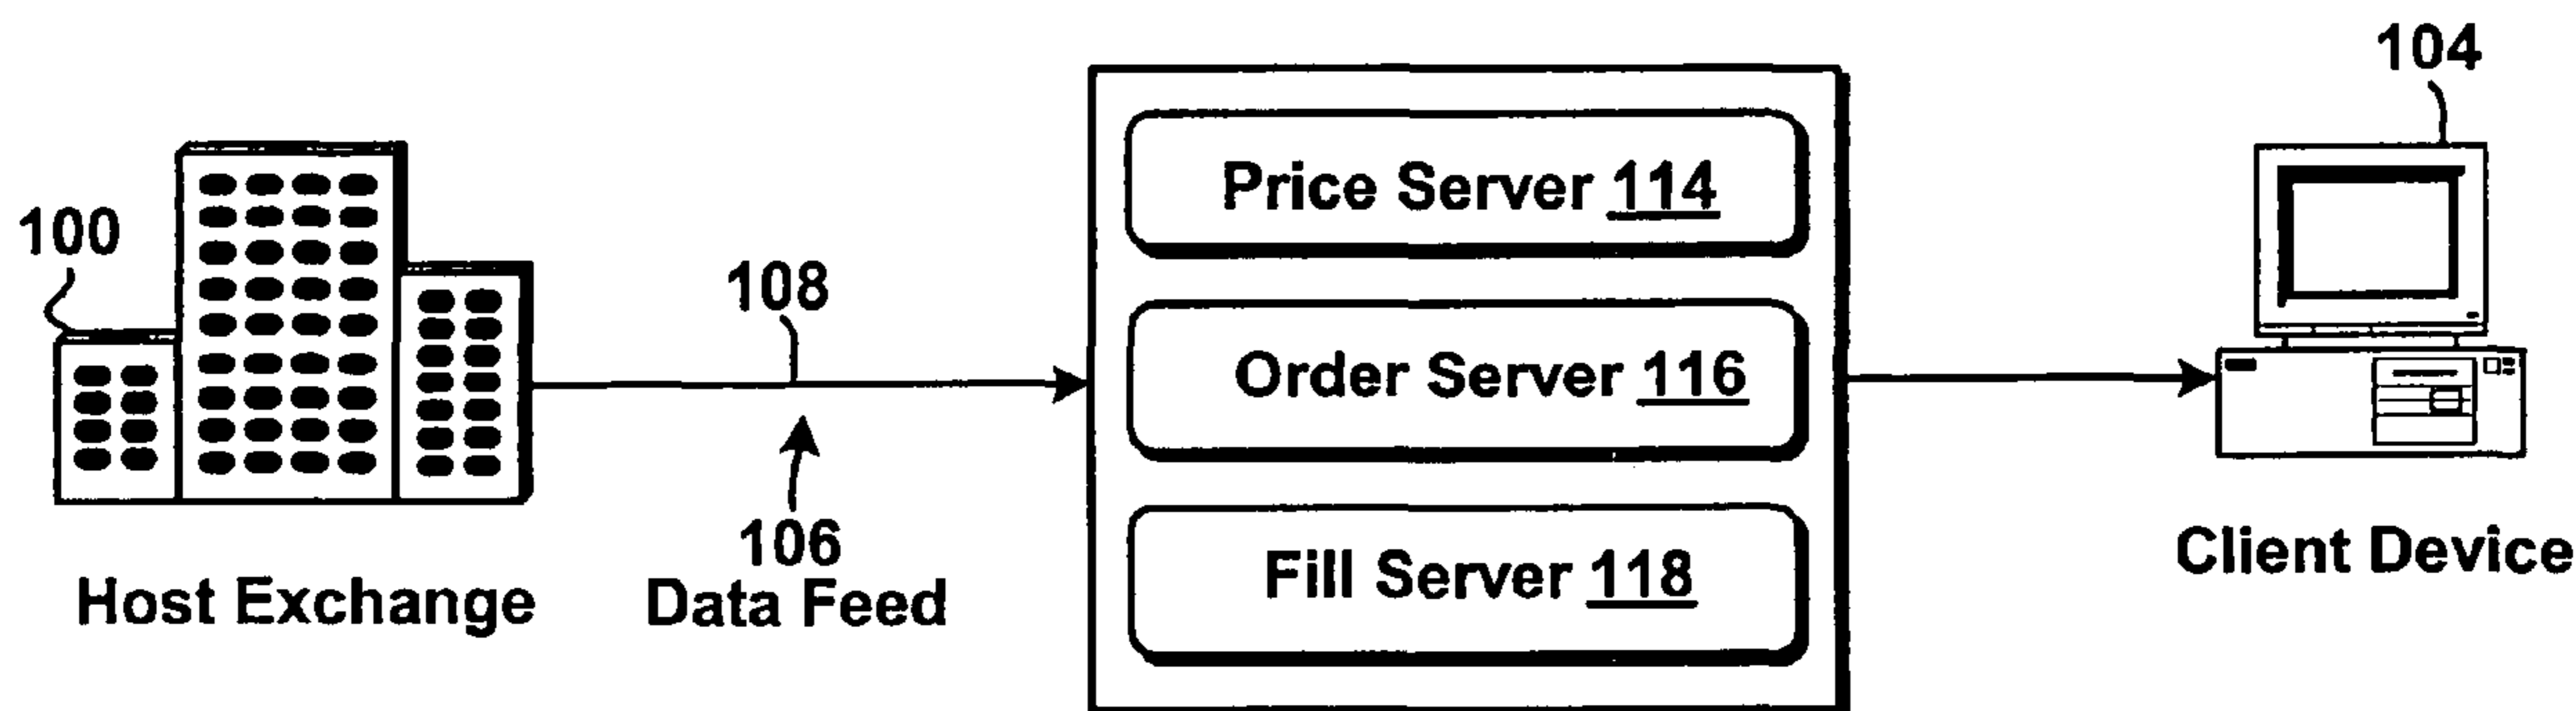 104
Price Server 114
100
108
Order Server 116
106
Data Feed
Host Exchange
Fill Server 118
Client Device